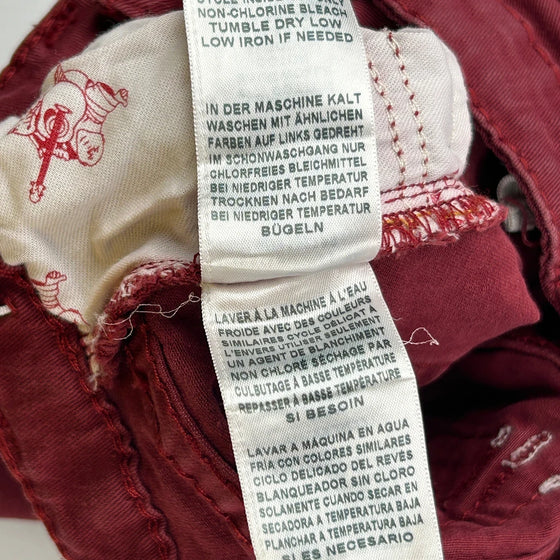 NON-CHLORINE BLEACH
TUMBLE DRY LOW
LOW IRON IF NEEDED
IN DER MASCHINE KALT
WASCHEN MIT ÄHNLICHEN
FARBEN AUF LINKS GEDREHT
IM SCHONWASCHGANG NUR
CHLORFREIES BLEICHMITTEL
BEI NIEDRIGER TEMPERATUR
TROCKNEN NACH BEDARF
BEI NIEDRIGER TEMPERATUR
BÜGELN
LAVER À LA MACHINE À L'EAU
FROIDE AVEC DES COULEURS
SIMILAIRES CYCLE DÉLICAT À
L'ENVERS UTILISER SEULEMENT
UN AGENT DE BLANCHIMENT
NON CHLORÉ SÉCHAGE PAR
CULBUTAGE À BASSE TEMPÉRATURE
REPASSER À BASSE TEMPÉRATURE
SI BESOIN
LAVAR A MÁQUINA EN AGUA
FRÍA CON COLORES SIMILARES
CICLO DELICADO DEL REVÉS
BLANQUEADOR SIN CLORO
SOLAMENTE CUANDO SECAR EN
SECADORA A TEMPERATURA BAJA
PLANCHAR A TEMPERATURA BAJA
SI ES NECESARIO